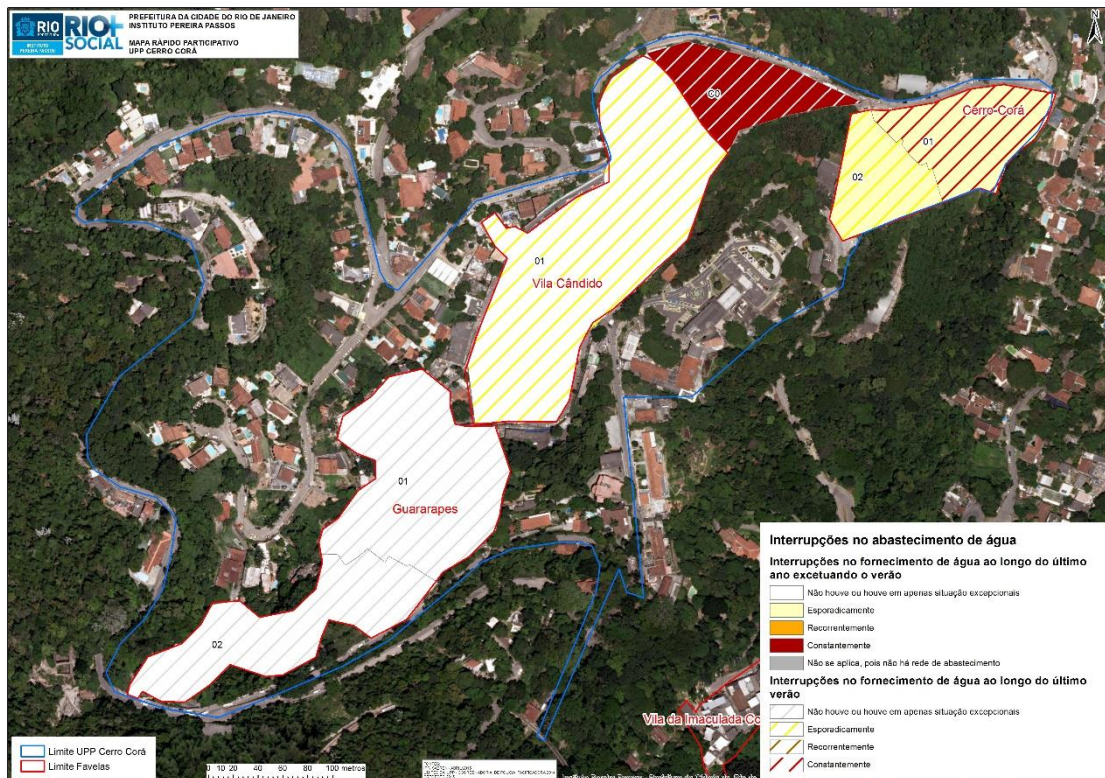 PREFEITURA DA CIDADE DO RIO DE JANEIRO
INSTITUTO PEREIRA PASSOS
MAPA RÁPIDO PARTICIPATIVO
UPP CERRO CORÁ
RIO
INSTITUTO
PEREIRA PASSOS
RIO+
SOCIAL
N
Cerro-Corá
01
02
01
Vila Cândido
01
Guararapes
02
Vila da Imaculada Co
Interrupções no abastecimento de água
Interrupções no fornecimento de água ao longo do último
ano excetuando o verão
Não houve ou houve em apenas situação excepcionais
Esporadicamente
Recorrentemente
Constantemente
Não se aplica, pois não há rede de abastecimento
Interrupções no fornecimento de água ao longo do último
verão
Não houve ou houve em apenas situação excepcionais
Esporadicamente
Recorrentemente
Constantemente
Limite UPP Cerro Corá
Limite Favelas
0 10 20 40 60 80 100 metros